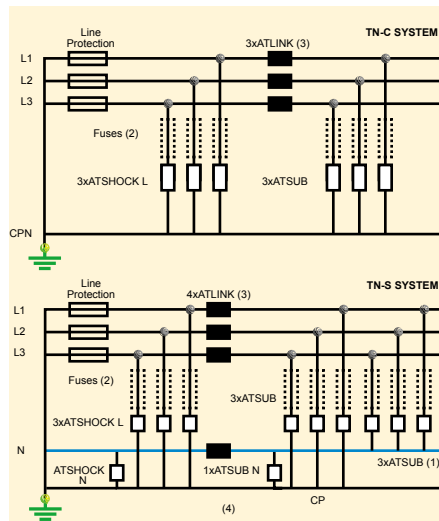 Line
Protection
3xATLINK (3)
TN-C SYSTEM
L1
L2
L3
Fuses (2)
3xATSHOCK L
3xATSUB
CPN
Line
Protection
4xATLINK (3)
TN-S SYSTEM
L1
L2
L3
Fuses (2)
3xATSUB
3xATSHOCK L
N
ATSHOCK
N
1xATSUB N
3xATSUB (1)
CP
(4)